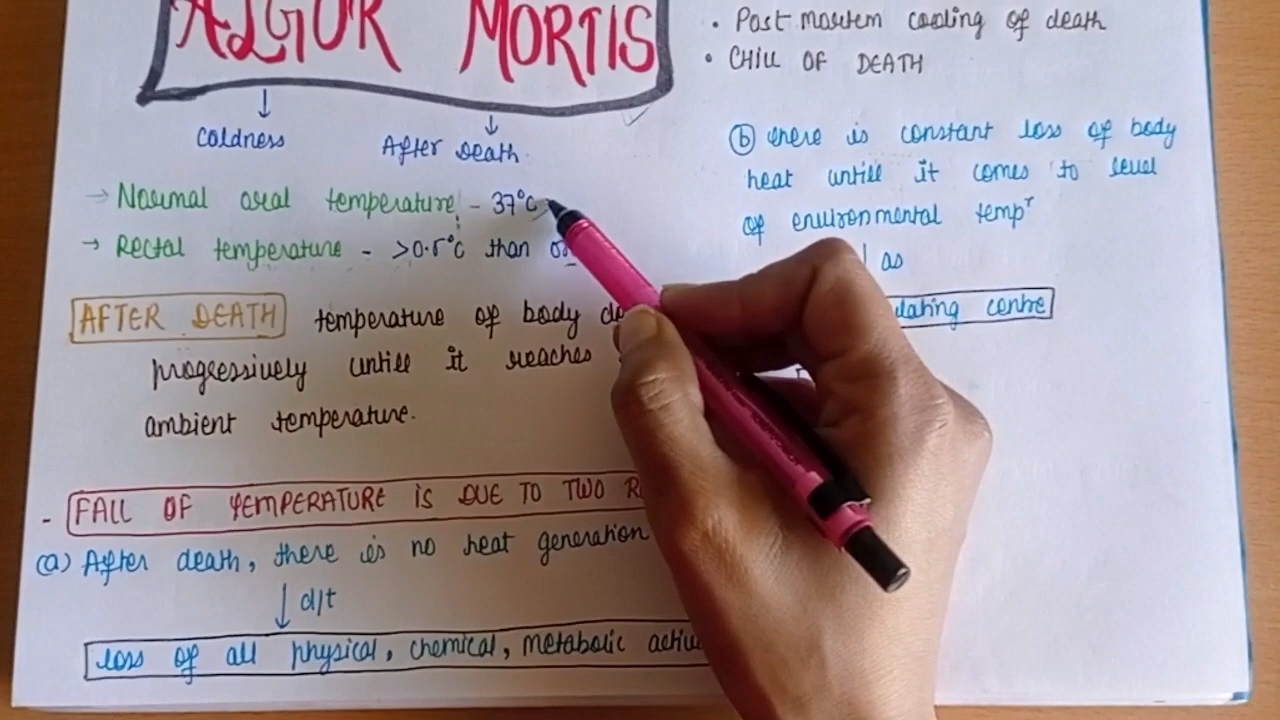 ALGOR MORTIS
Coldness
After Death
→ Normal oral temperature - 37°C
→ Rectal temperature - >0.5°C than
AFTER DEATH temperature of body
progressively untill it reaches
ambient temperature.
- FALL OF TEMPERATURE IS DUE TO TWO
(a) After death, there is no heat generation
d/t
loss of all physical, chemical, metabolic
• Post mortem cooling of death
• CHILL OF DEATH
(b) there is constant loss of body
heat untill it comes to level
of environmental tempr
as
centre